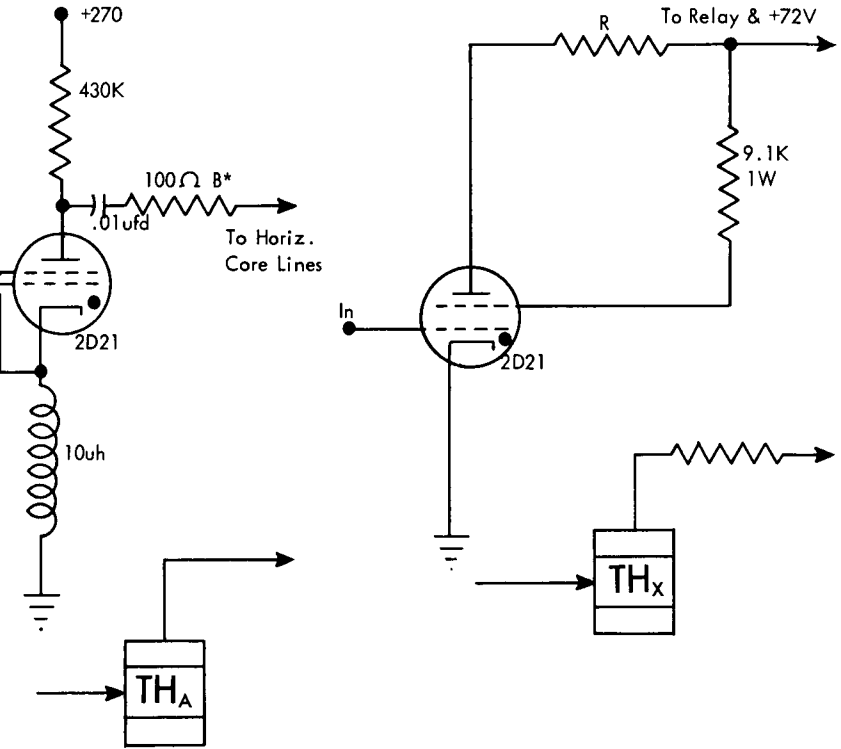 +270
430K
100Ω B*
.01ufd
To Horiz.
Core Lines
2D21
10uh
TH_A
To Relay & +72V
R
9.1K
1W
In
2D21
TH_X